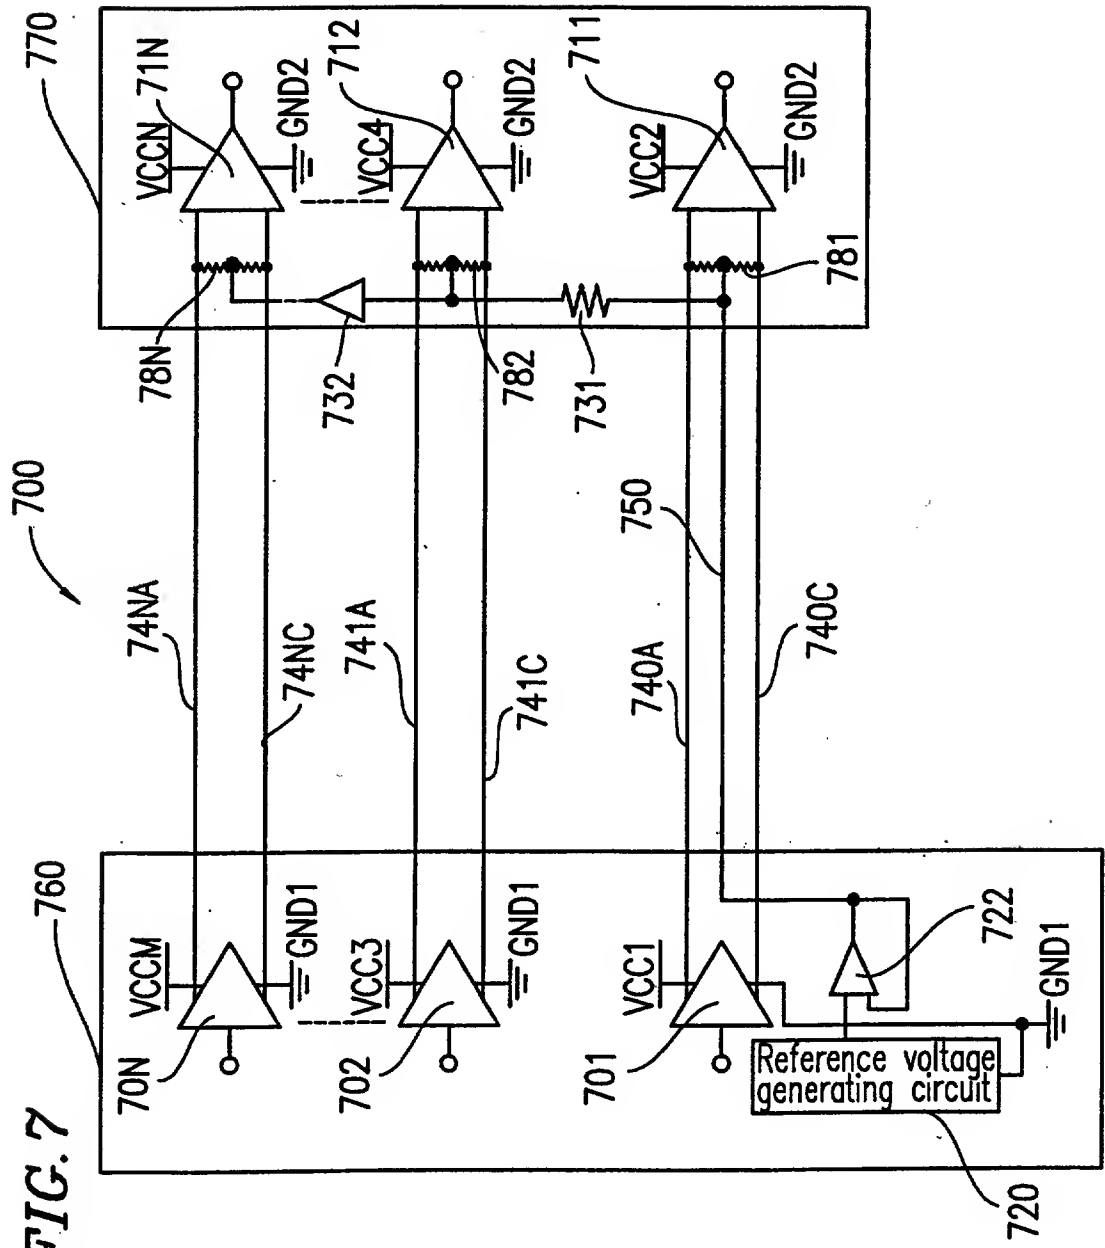 FIG. 7
700
760
770
70N
VCCM
GND1
74NA
74NC
78N
VCCN
71N
GND2
732
702
VCC3
GND1
741A
741C
782
VCC4
712
GND2
731
701
VCC1
740A
750
740C
781
VCC2
711
GND2
Reference voltage
generating circuit
722
GND1
720